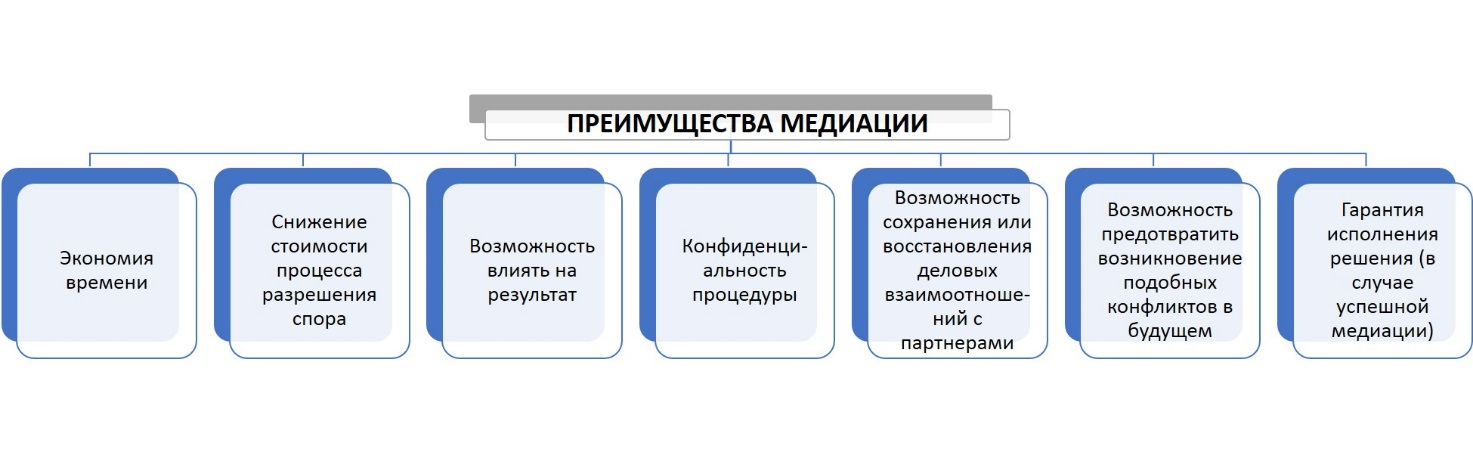 ПРЕИМУЩЕСТВА МЕДИАЦИИ
Экономия
времени
Снижение
стоимости
процесса
разрешения
спора
Возможность
влиять на
результат
Конфиденци-
альность
процедуры
Возможность
сохранения или
восстановления
деловых
взаимоотноше-
ний с
партнерами
Возможность
предотвратить
возникновение
подобных
конфликтов в
будущем
Гарантия
исполнения
решения (в
случае
успешной
медиации)